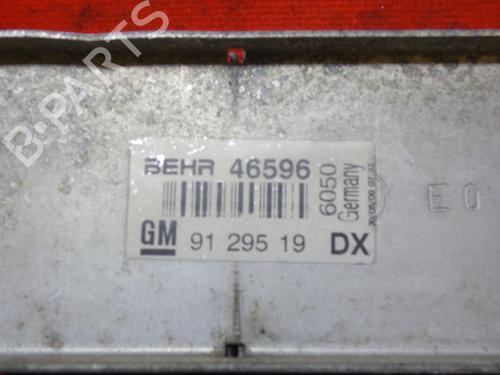 B-PARTS
BEHR 46596
6050
Germany
GM 91 295 19 DX
E 0